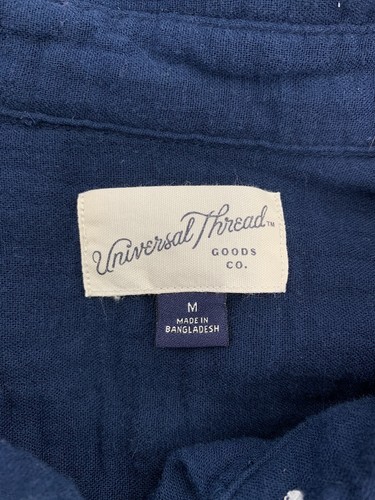 Universal Thread™
GOODS
CO.
M
MADE IN
BANGLADESH